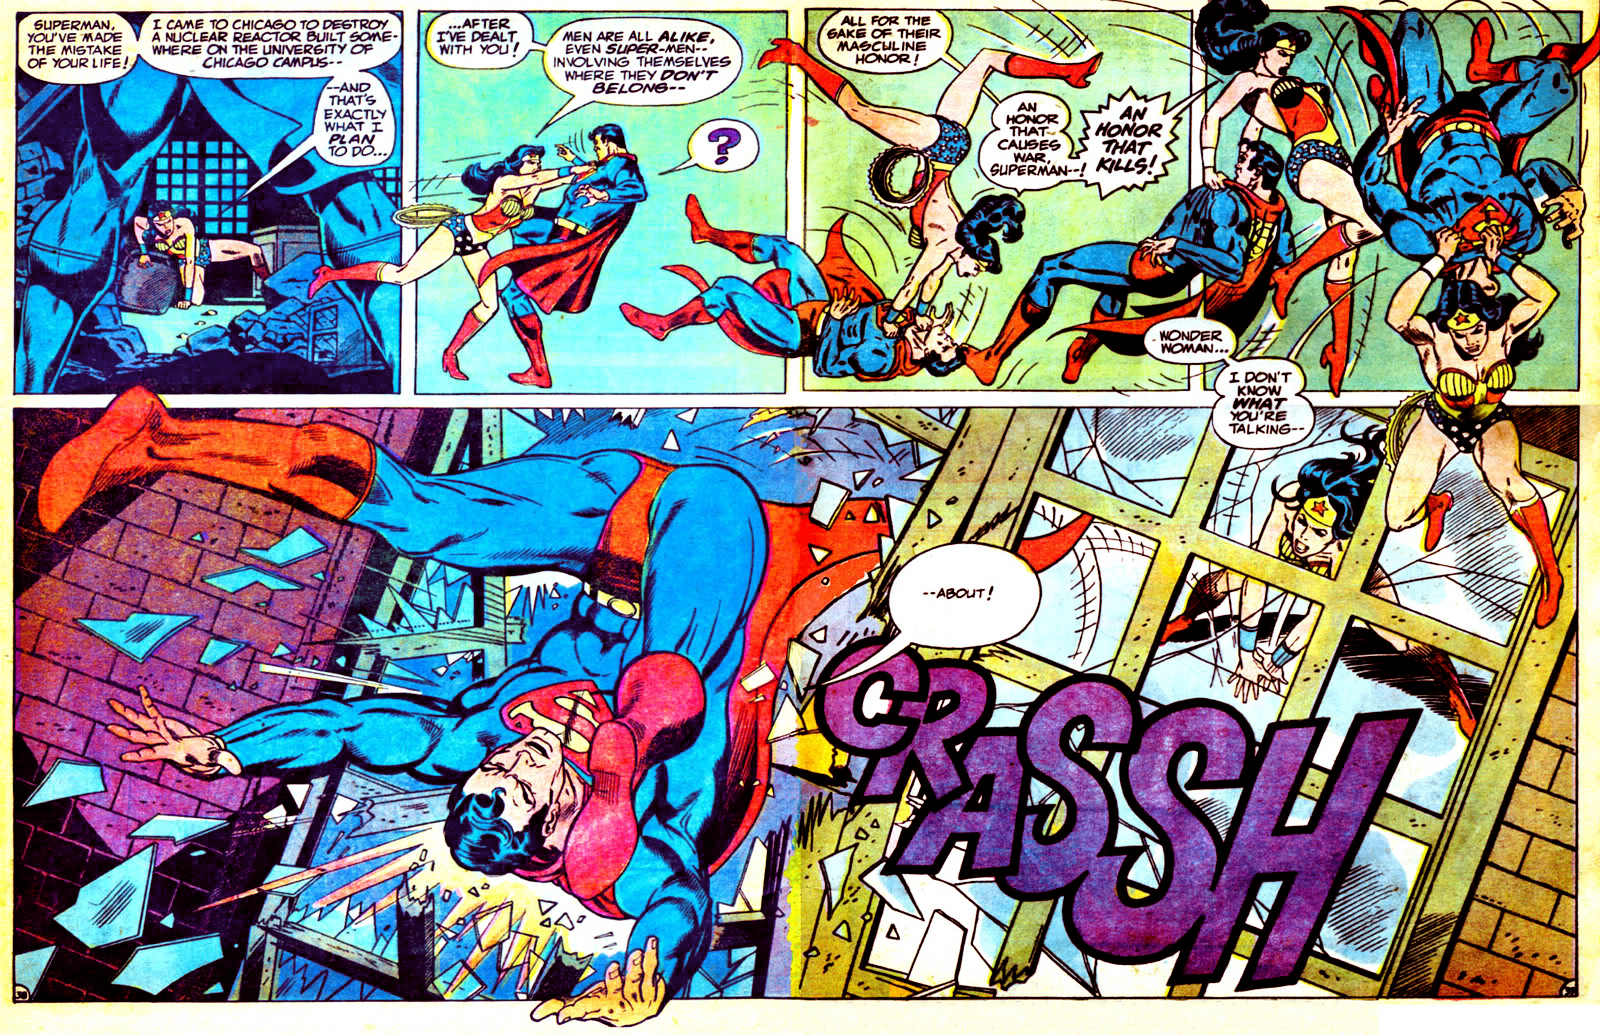 SUPERMAN,
YOU'VE MADE
THE MISTAKE
OF YOUR LIFE!
I CAME TO CHICAGO TO DESTROY
A NUCLEAR REACTOR BUILT SOME-
WHERE ON THE UNIVERSITY OF
CHICAGO CAMPUS--
--AND
THAT'S
EXACTLY
WHAT I
PLAN
TO DO...
...AFTER
I'VE DEALT
WITH YOU!
MEN ARE ALL ALIKE,
EVEN SUPER-MEN--
INVOLVING THEMSELVES
WHERE THEY DON'T
BELONG--
?
ALL FOR THE
SAKE OF THEIR
MASCULINE
HONOR!
AN
HONOR
THAT
CAUSES
WAR,
SUPERMAN--!
AN
HONOR
THAT
KILLS!
WONDER
WOMAN...
I DON'T
KNOW
WHAT
YOU'RE
TALKING--
--ABOUT!
CRASSH
38